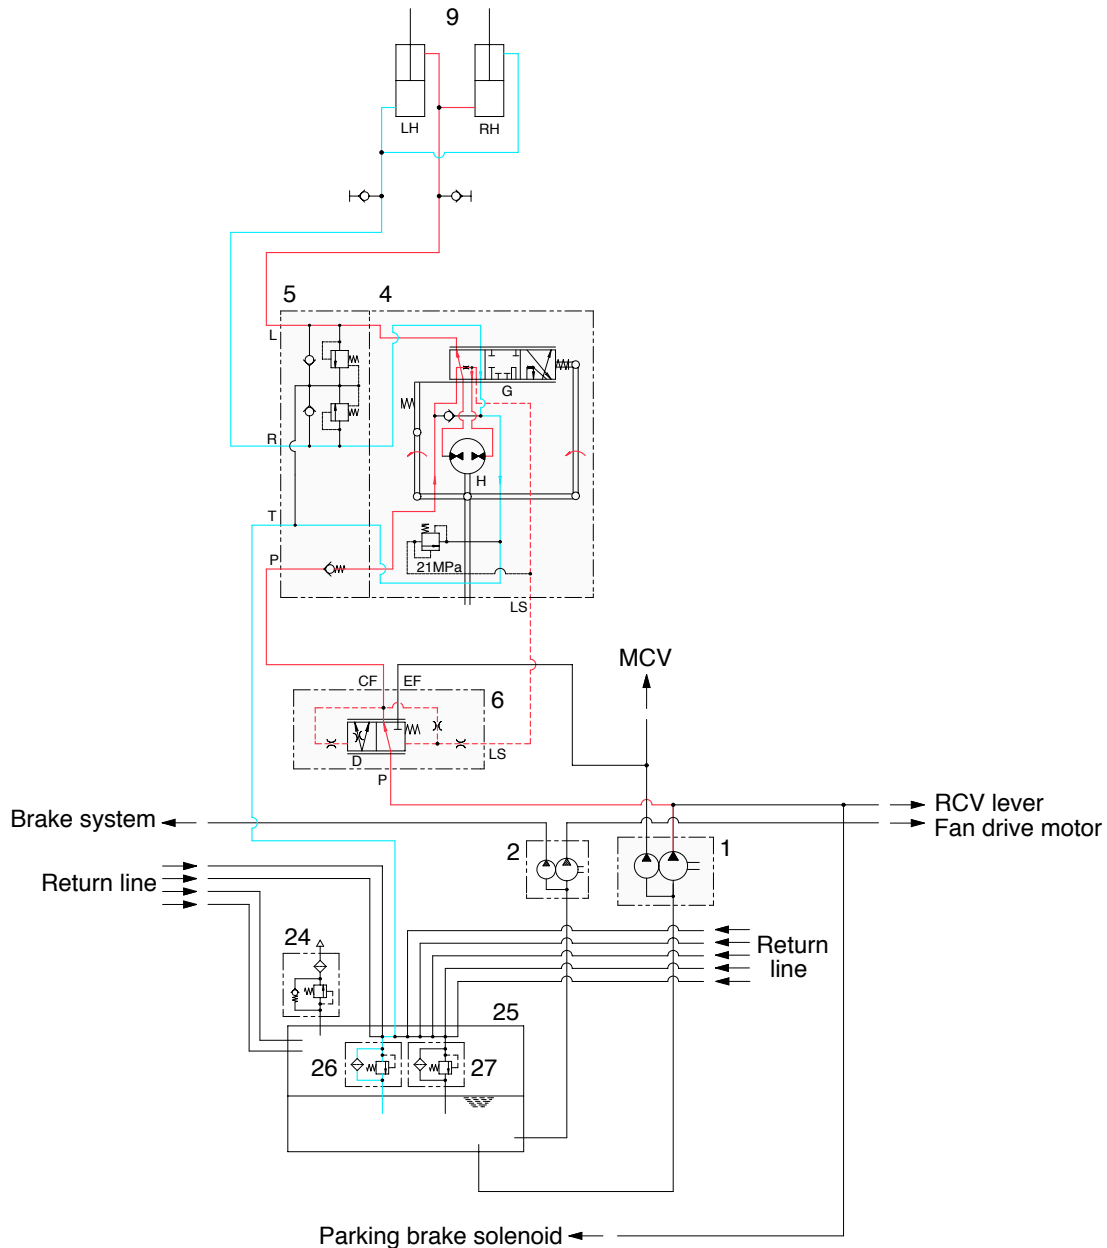 9
LH
RH
5
4
L
G
R
H
T
P
21MPa
LS
MCV
CF
EF
6
LS
D
P
RCV lever
Brake system
Fan drive motor
2
1
Return line
24
Return
line
25
26
27
Parking brake solenoid